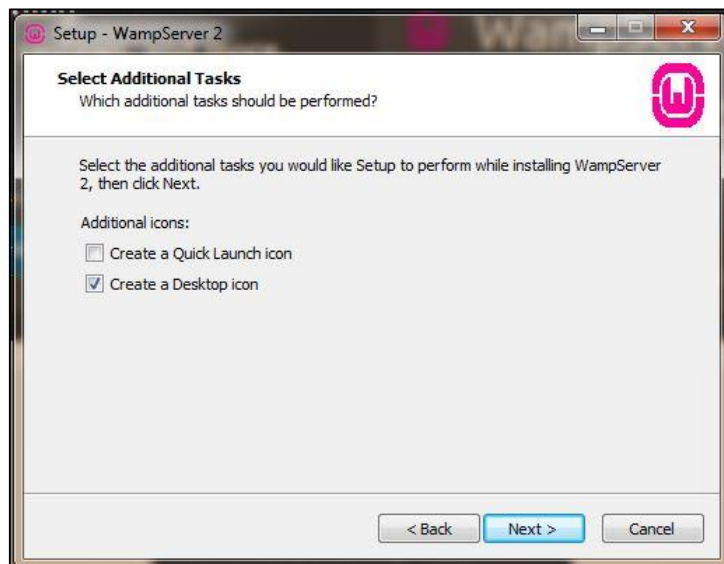 Setup - WampServer 2
Select Additional Tasks
Which additional tasks should be performed?
Select the additional tasks you would like Setup to perform while installing WampServer
2, then click Next.
Additional icons:
Create a Quick Launch icon
Create a Desktop icon
< Back
Next >
Cancel